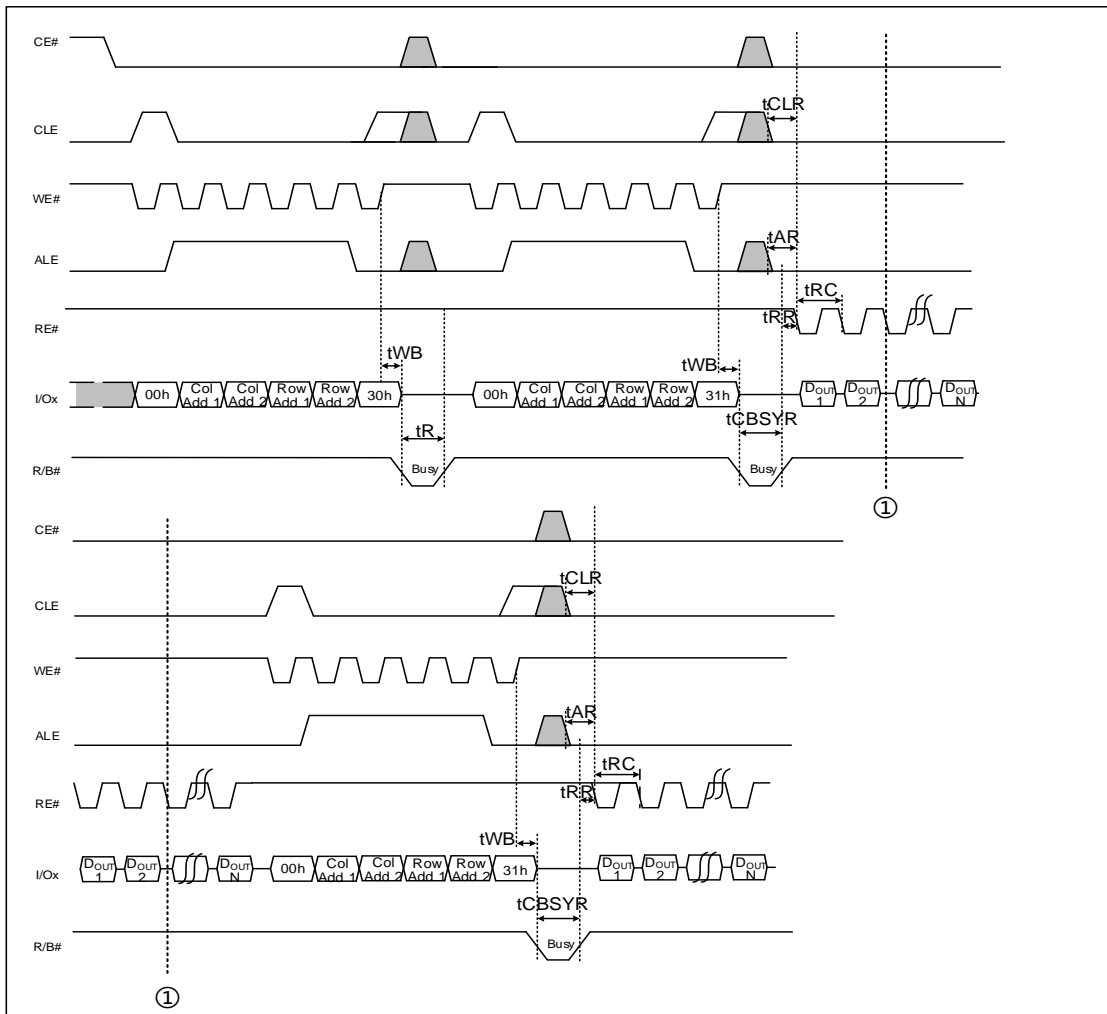 CE#
tCLR
CLE
WE#
tAR
ALE
tRC
RE#
tRR
tWB
tWB
I/Ox
00h
Col Add 1
Col Add 2
Row Add 1
Row Add 2
30h
00h
Col Add 1
Col Add 2
Row Add 1
Row Add 2
31h
DOUT 1
DOUT 2
DOUT N
tR
tCBSYR
R/B#
Busy
Busy
①
CE#
tCLR
CLE
WE#
tAR
ALE
tRC
RE#
tRR
tWB
I/Ox
DOUT 1
DOUT 2
DOUT N
00h
Col Add 1
Col Add 2
Row Add 1
Row Add 2
31h
DOUT 1
DOUT 2
DOUT N
tCBSYR
R/B#
Busy
①